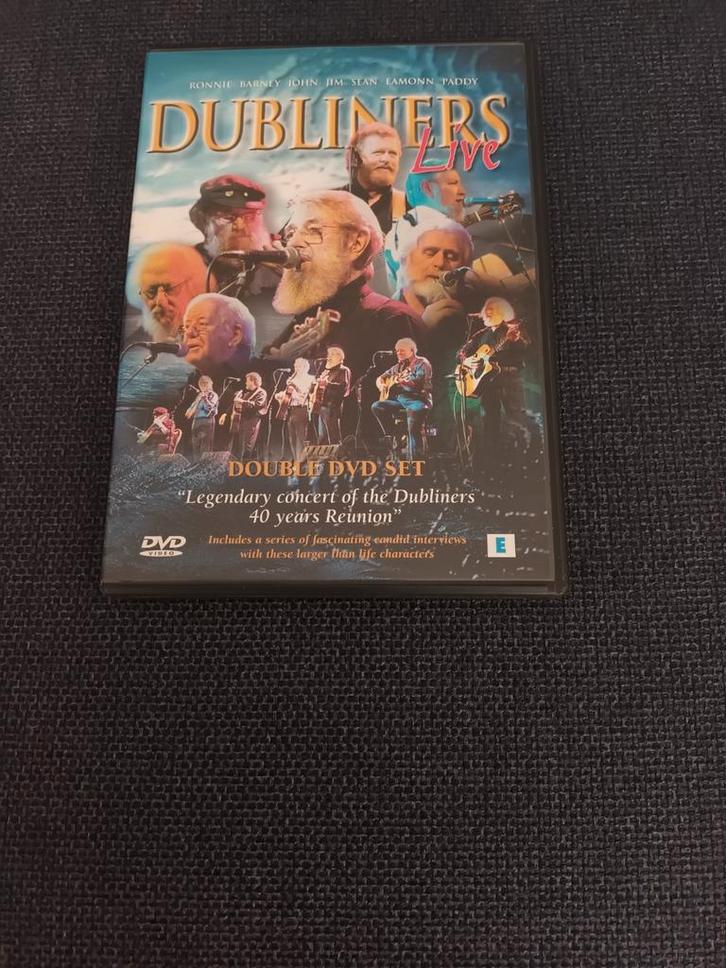 RONNIE BARNEY JOHN JIM SEAN EAMONN PADDY
DUBLINERS
Live
DOUBLE DVD SET
"Legendary concert of the Dubliners
40 years Reunion"
Includes a series of fascinating candid interviews
with these larger than life characters
DVD
VIDEO
E